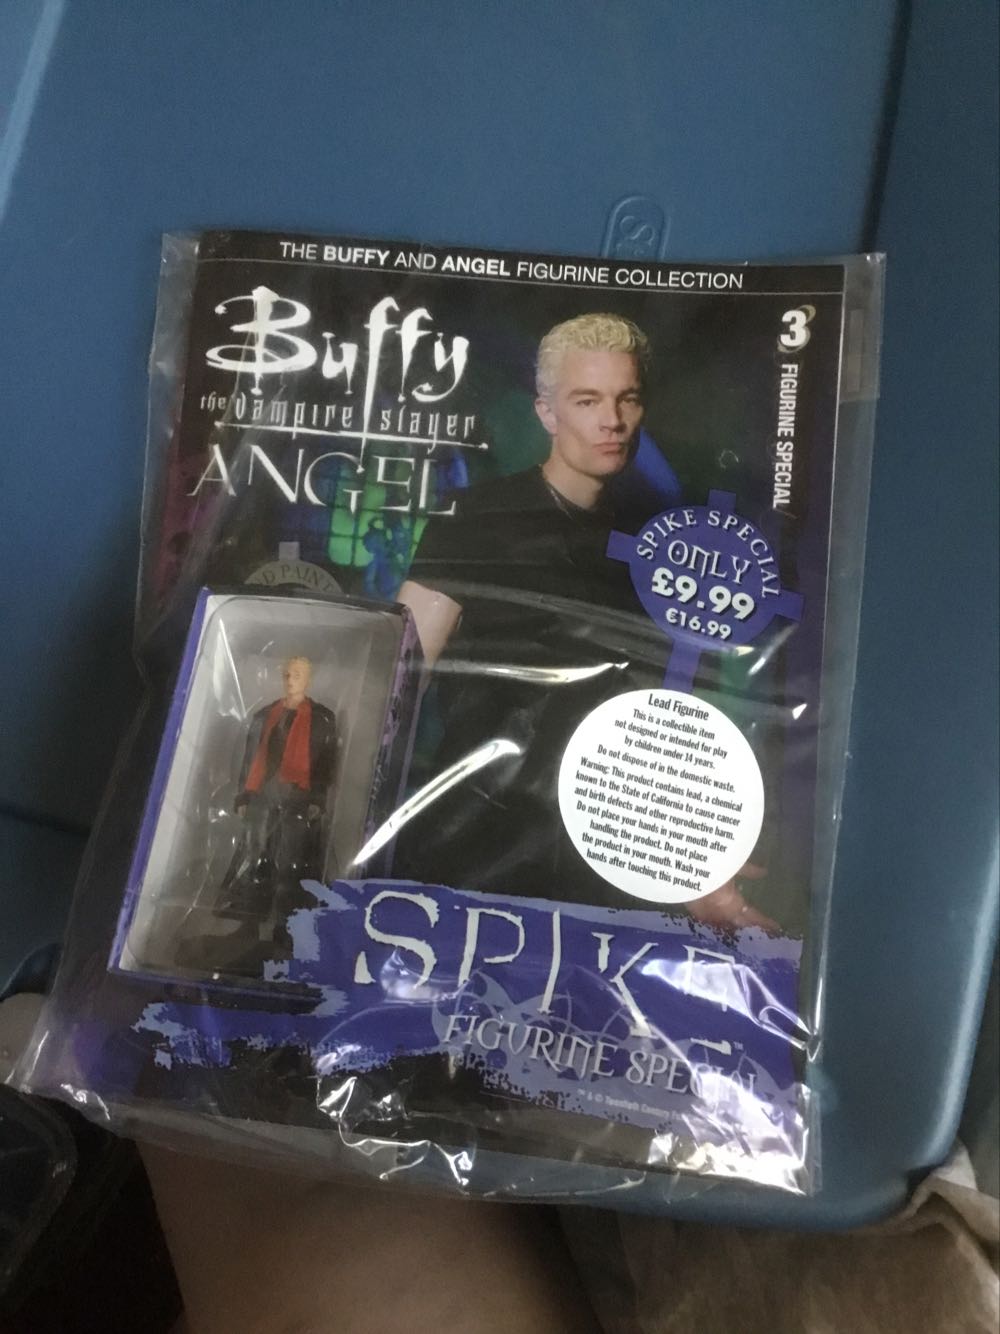 THE BUFFY AND ANGEL FIGURINE COLLECTION
Buffy
the vampire slayer
ANGEL
3
FIGURINE SPECIAL
SPIKE SPECIAL
ONLY
£9.99
€16.99
PAINT
Lead Figurine
This is a collectible item
not designed or intended for play
by children under 14 years.
Do not dispose of in the domestic waste.
Warning: This product contains lead, a chemical
known to the State of California to cause cancer
and birth defects and other reproductive harm.
Do not place your hands in your mouth after
handling the product. Do not place
the product in your mouth. Wash your
hands after touching this product.
SPIKE
FIGURINE SPECIAL
™ & © Twentieth Century